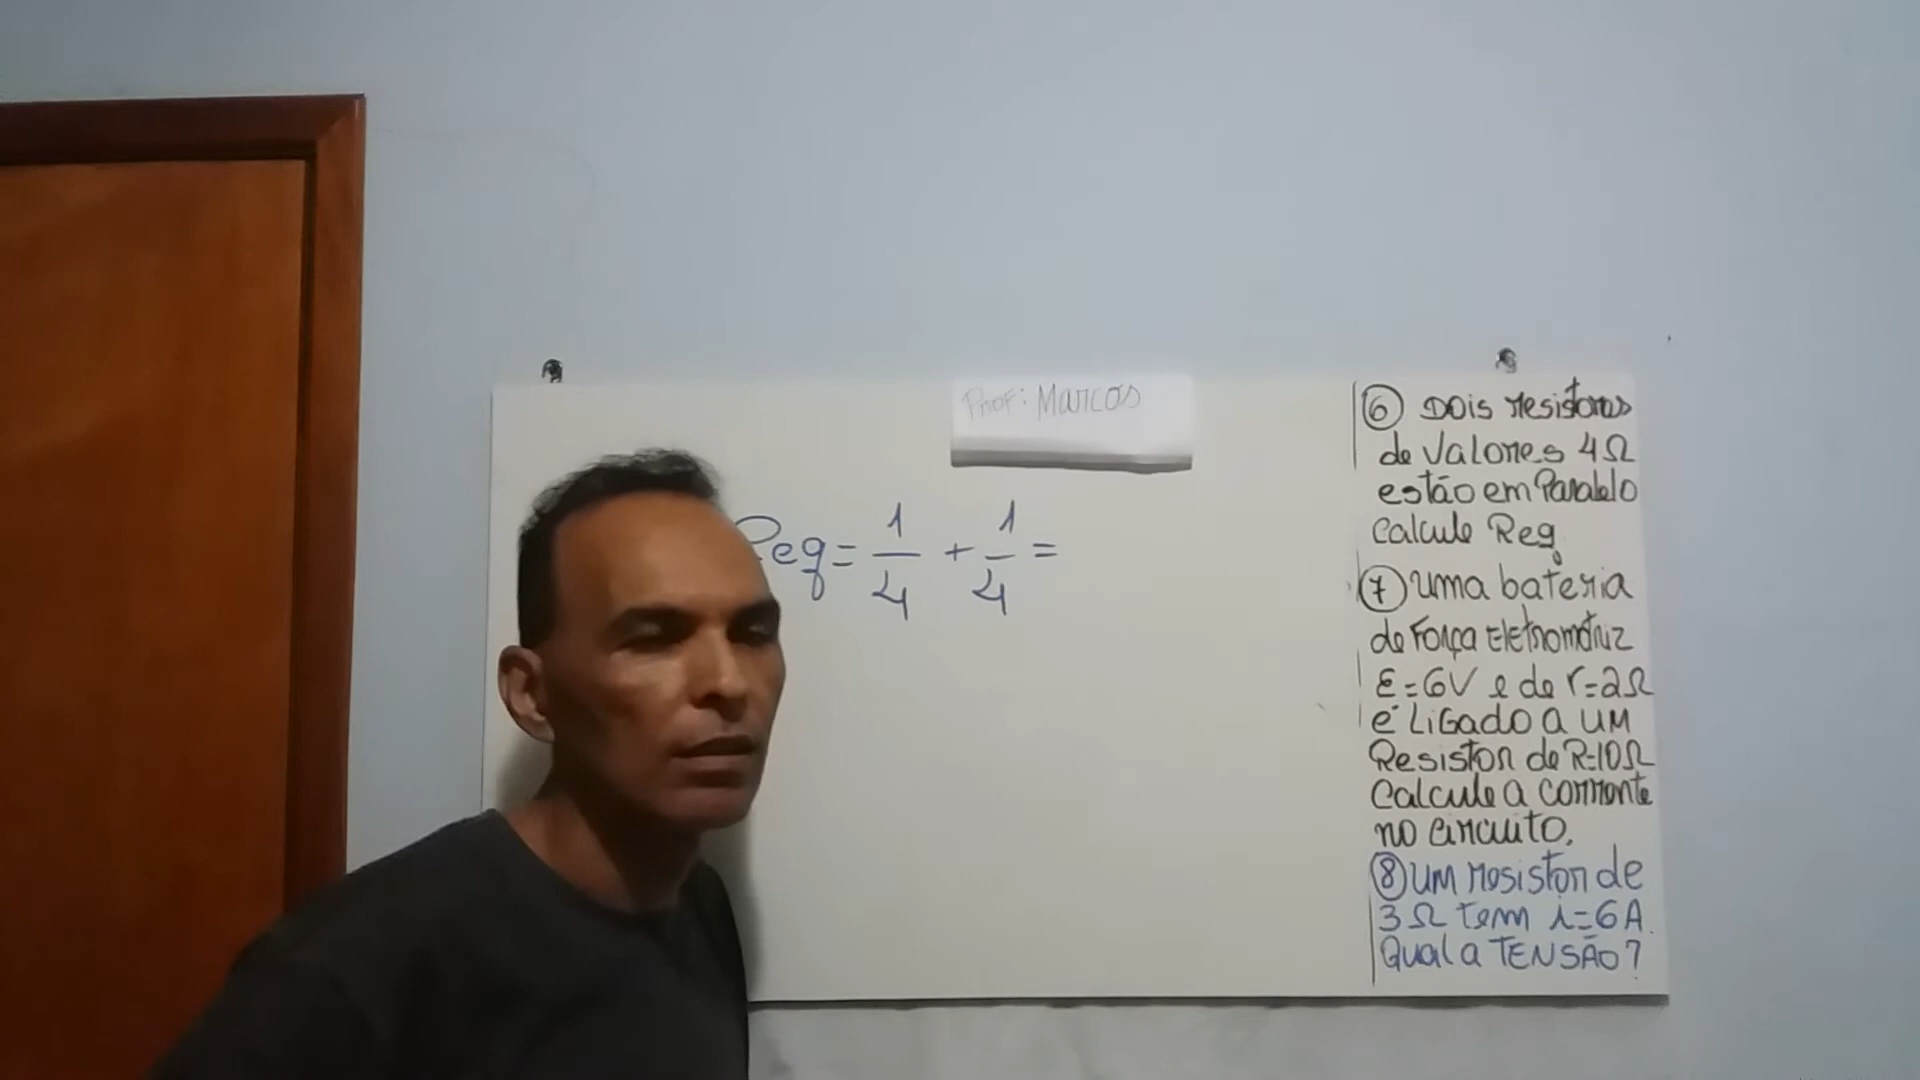 Prof: Marcos
Req = 1/4 + 1/4 =
⑥ Dois resistores
de valores 4Ω
estão em Paralelo
calcule Req
⑦ uma bateria
de Força Eletromotriz
ε=6V e de r=2Ω
é Ligado a um
Resistor de R=10Ω
Calcule a corrente
no circuito.
⑧ um resistor de
3Ω tem i=6A.
Qual a TENSÃO?